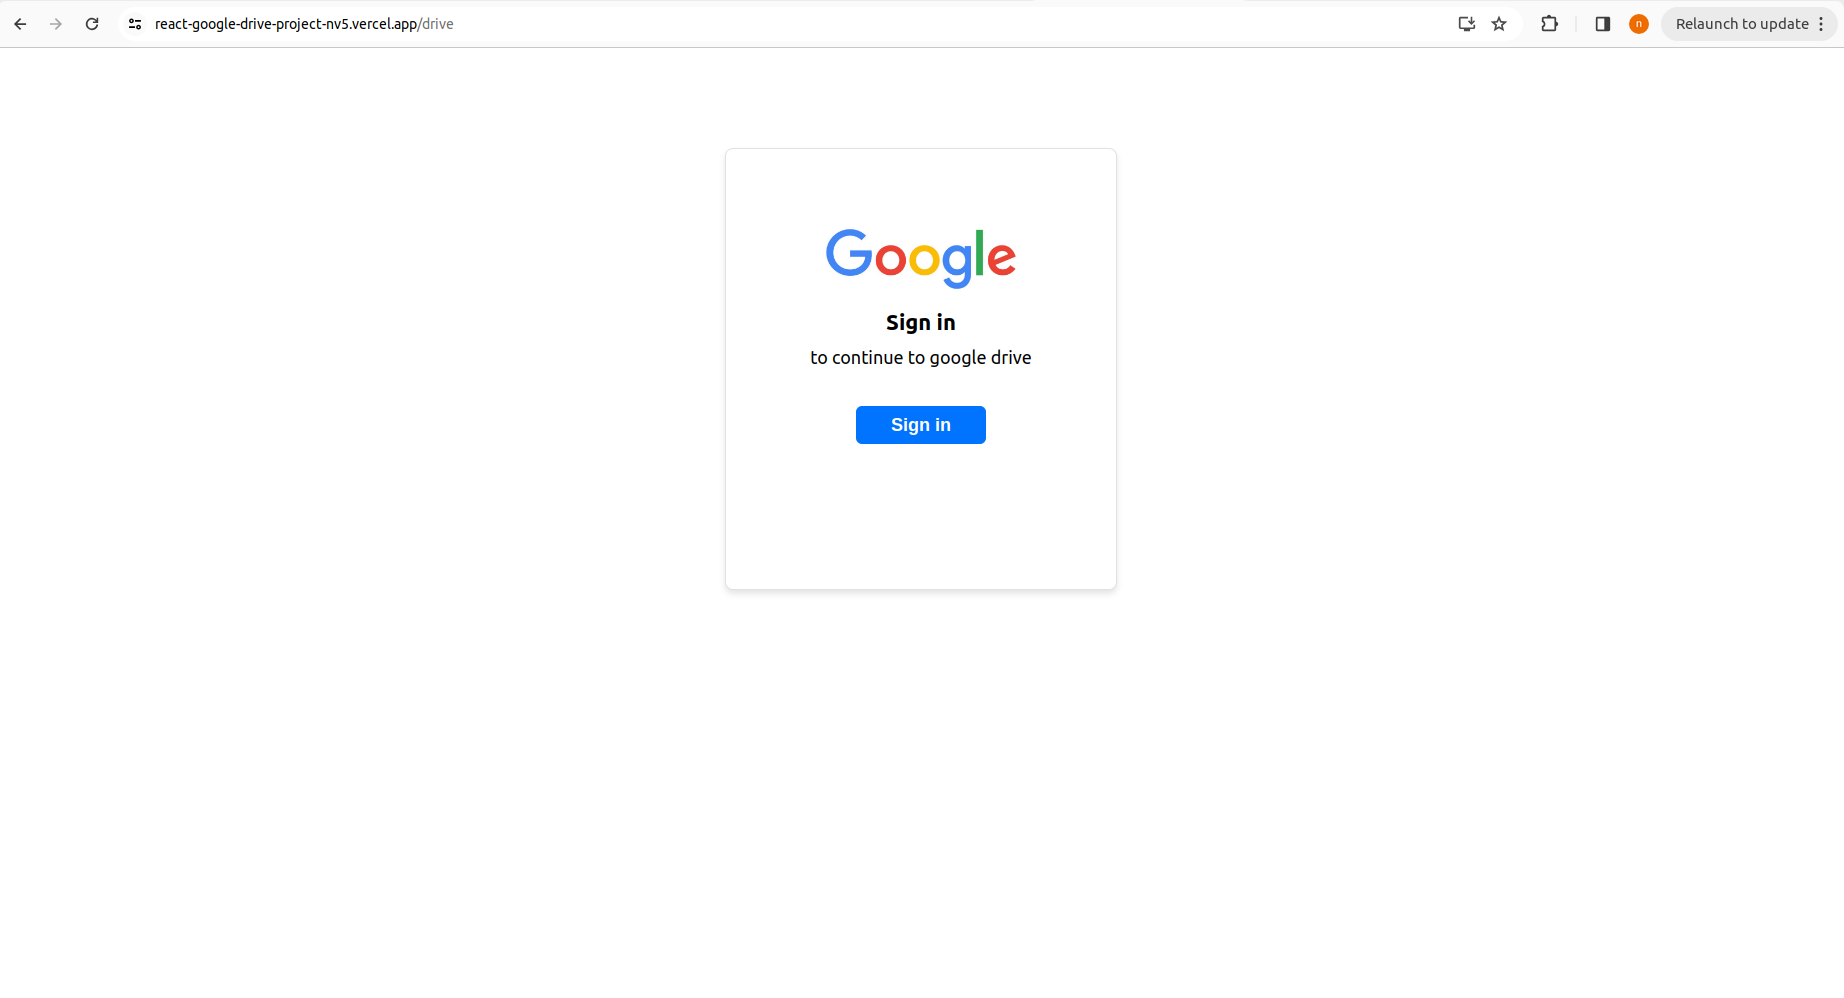 react-google-drive-project-nv5.vercel.app/drive
n
Relaunch to update
Google
Sign in
to continue to google drive
Sign in